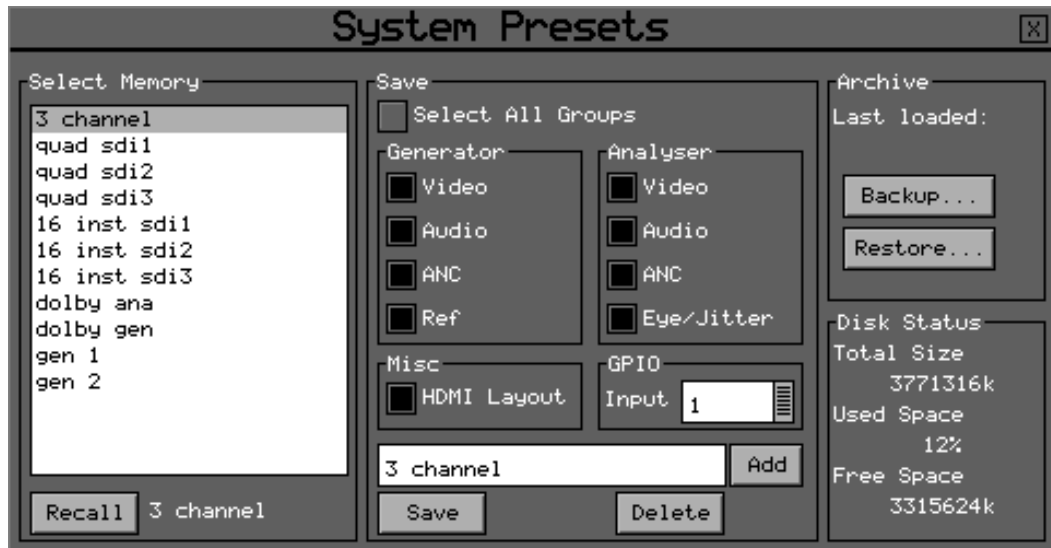 System Presets
X
Select Memory
3 channel
quad sdi1
quad sdi2
quad sdi3
16 inst sdi1
16 inst sdi2
16 inst sdi3
dolby ana
dolby gen
gen 1
gen 2
Recall 3 channel
Save
Select All Groups
Generator
Video
Audio
ANC
Ref
Analyser
Video
Audio
ANC
Eye/Jitter
Misc
HDMI Layout
GPIO
Input 1
3 channel
Add
Save
Delete
Archive
Last loaded:
Backup...
Restore...
Disk Status
Total Size
3771316k
Used Space
12%
Free Space
3315624k